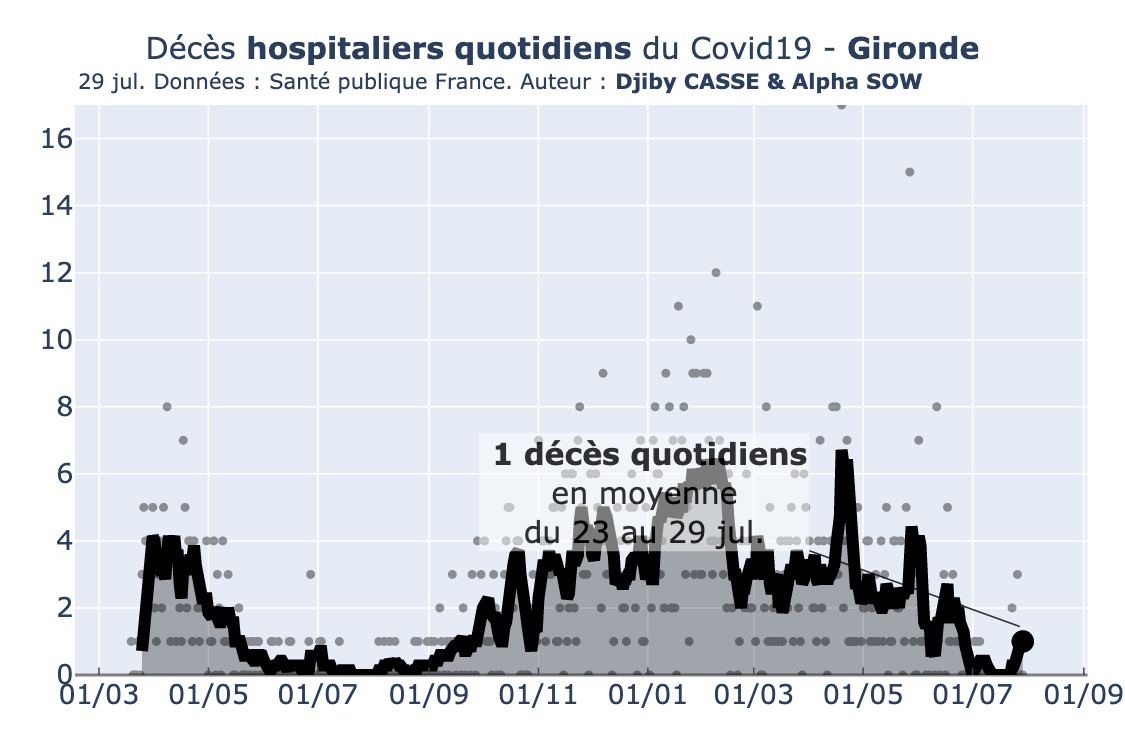 Décès hospitaliers quotidiens du Covid19 - Gironde
29 jul. Données : Santé publique France. Auteur : Djiby CASSE & Alpha SOW
16
14
12
10
8
6
4
2
0
1 décès quotidiens
en moyenne
du 23 au 29 jul.
01/03 01/05 01/07 01/09 01/11 01/01 01/03 01/05 01/07 01/09